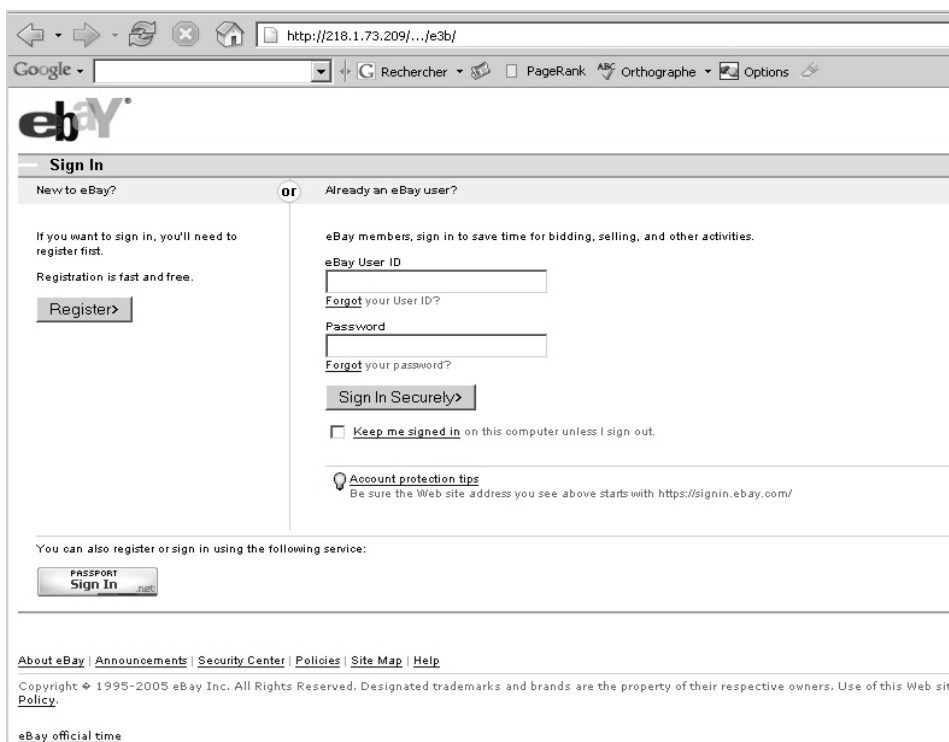 http://218.1.73.209/.../e3b/
Google Rechercher PageRank ABC Orthographe Options
ebaY®
Sign In
New to eBay? or Already an eBay user?
If you want to sign in, you'll need to
register first.
Registration is fast and free.
Register>
eBay members, sign in to save time for bidding, selling, and other activities.
eBay User ID
Forgot your User ID?
Password
Forgot your password?
Sign In Securely>
Keep me signed in on this computer unless I sign out.
Account protection tips
Be sure the Web site address you see above starts with https://signin.ebay.com/
You can also register or sign in using the following service:
PASSPORT
Sign In .net
About eBay | Announcements | Security Center | Policies | Site Map | Help
Copyright � 1995-2005 eBay Inc. All Rights Reserved. Designated trademarks and brands are the property of their respective owners. Use of this Web sit
Policy.
eBay official time